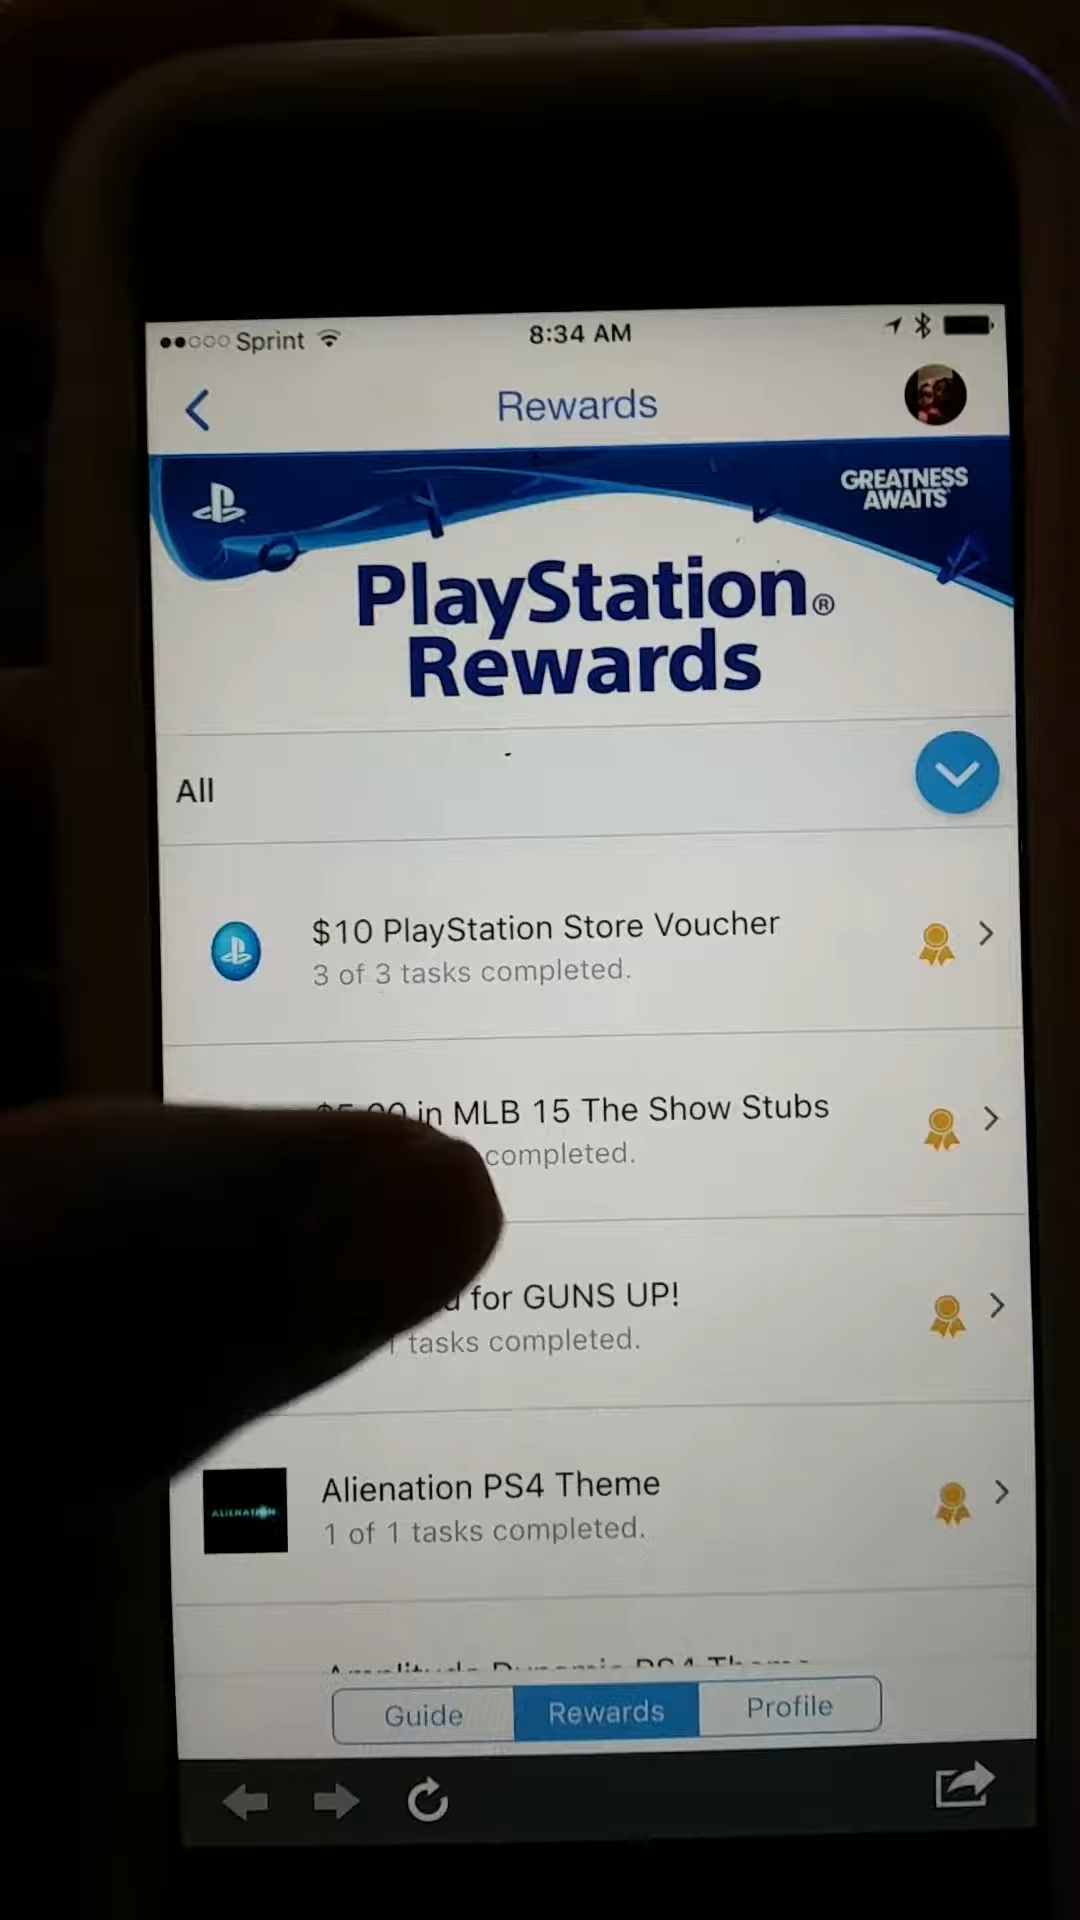 Sprint
8:34 AM
Rewards
GREATNESS
AWAITS
PlayStation®
Rewards
All
$10 PlayStation Store Voucher
3 of 3 tasks completed.
in MLB 15 The Show Stubs
completed.
for GUNS UP!
tasks completed.
ALIENATION
Alienation PS4 Theme
1 of 1 tasks completed.
Guide
Rewards
Profile